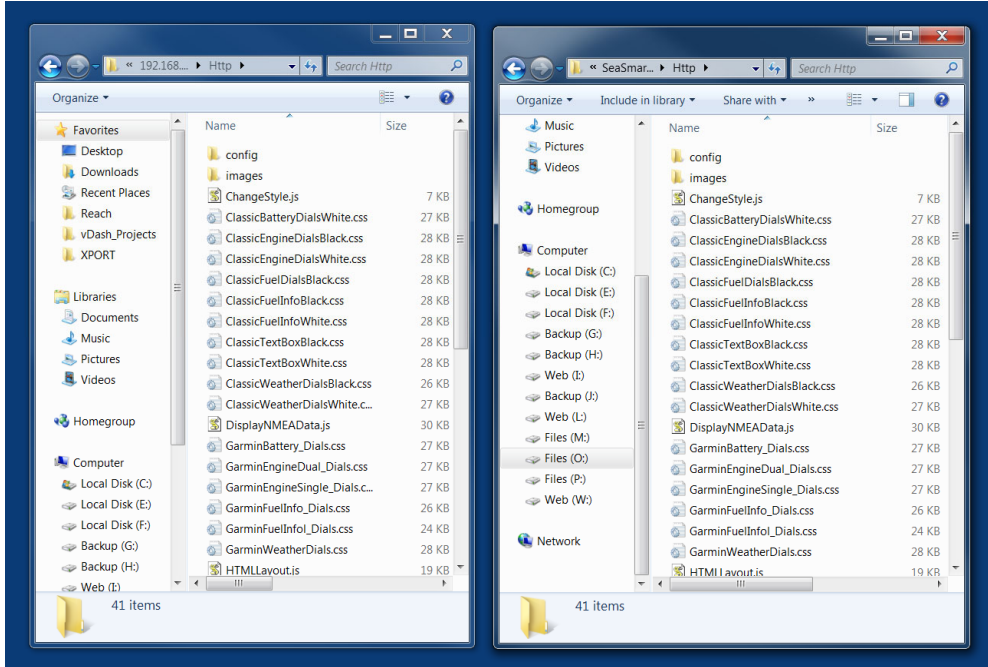 « 192.168.... ▸ Http ▸
Search Http
Organize
Favorites
Desktop
Downloads
Recent Places
Reach
vDash_Projects
XPORT
Libraries
Documents
Music
Pictures
Videos
Homegroup
Computer
Local Disk (C:)
Local Disk (E:)
Local Disk (F:)
Backup (G:)
Backup (H:)
Web (I:)
Name Size
config
images
ChangeStyle.js 7 KB
ClassicBatteryDialsWhite.css 27 KB
ClassicEngineDialsBlack.css 28 KB
ClassicEngineDialsWhite.css 28 KB
ClassicFuelDialsBlack.css 28 KB
ClassicFuelInfoBlack.css 28 KB
ClassicFuelInfoWhite.css 28 KB
ClassicTextBoxBlack.css 28 KB
ClassicTextBoxWhite.css 28 KB
ClassicWeatherDialsBlack.css 26 KB
ClassicWeatherDialsWhite.c... 27 KB
DisplayNMEAData.js 30 KB
GarminBattery_Dials.css 27 KB
GarminEngineDual_Dials.css 27 KB
GarminEngineSingle_Dials.c... 27 KB
GarminFuelInfo_Dials.css 26 KB
GarminFuelInfol_Dials.css 24 KB
GarminWeatherDials.css 28 KB
HTMLLayout.js 19 KB
41 items
« SeaSmar... ▸ Http ▸
Search Http
Organize Include in library Share with »
Music
Pictures
Videos
Homegroup
Computer
Local Disk (C:)
Local Disk (E:)
Local Disk (F:)
Backup (G:)
Backup (H:)
Web (I:)
Backup (J:)
Web (L:)
Files (M:)
Files (O:)
Files (P:)
Web (W:)
Network
Name Size
config
images
ChangeStyle.js 7 KB
ClassicBatteryDialsWhite.css 27 KB
ClassicEngineDialsBlack.css 28 KB
ClassicEngineDialsWhite.css 28 KB
ClassicFuelDialsBlack.css 28 KB
ClassicFuelInfoBlack.css 28 KB
ClassicFuelInfoWhite.css 28 KB
ClassicTextBoxBlack.css 28 KB
ClassicTextBoxWhite.css 28 KB
ClassicWeatherDialsBlack.css 26 KB
ClassicWeatherDialsWhite.css 27 KB
DisplayNMEAData.js 30 KB
GarminBattery_Dials.css 27 KB
GarminEngineDual_Dials.css 27 KB
GarminEngineSingle_Dials.css 27 KB
GarminFuelInfo_Dials.css 26 KB
GarminFuelInfol_Dials.css 24 KB
GarminWeatherDials.css 28 KB
HTMLLayout.js 19 KB
41 items